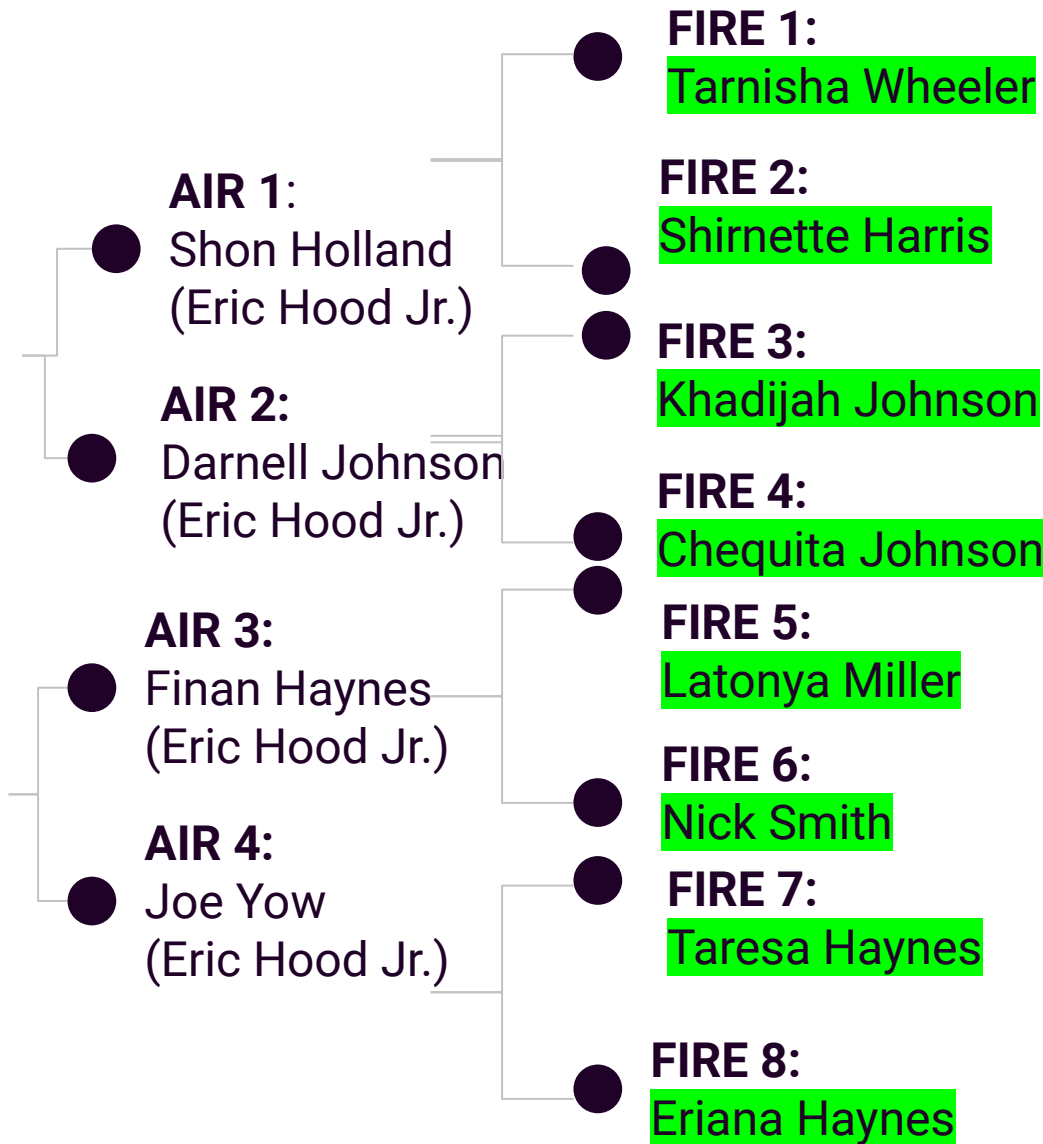 AIR 1:
Shon Holland
(Eric Hood Jr.)
AIR 2:
Darnell Johnson
(Eric Hood Jr.)
AIR 3:
Finan Haynes
(Eric Hood Jr.)
AIR 4:
Joe Yow
(Eric Hood Jr.)
FIRE 1:
Tarnisha Wheeler
FIRE 2:
Shirnette Harris
FIRE 3:
Khadijah Johnson
FIRE 4:
Chequita Johnson
FIRE 5:
Latonya Miller
FIRE 6:
Nick Smith
FIRE 7:
Taresa Haynes
FIRE 8:
Eriana Haynes